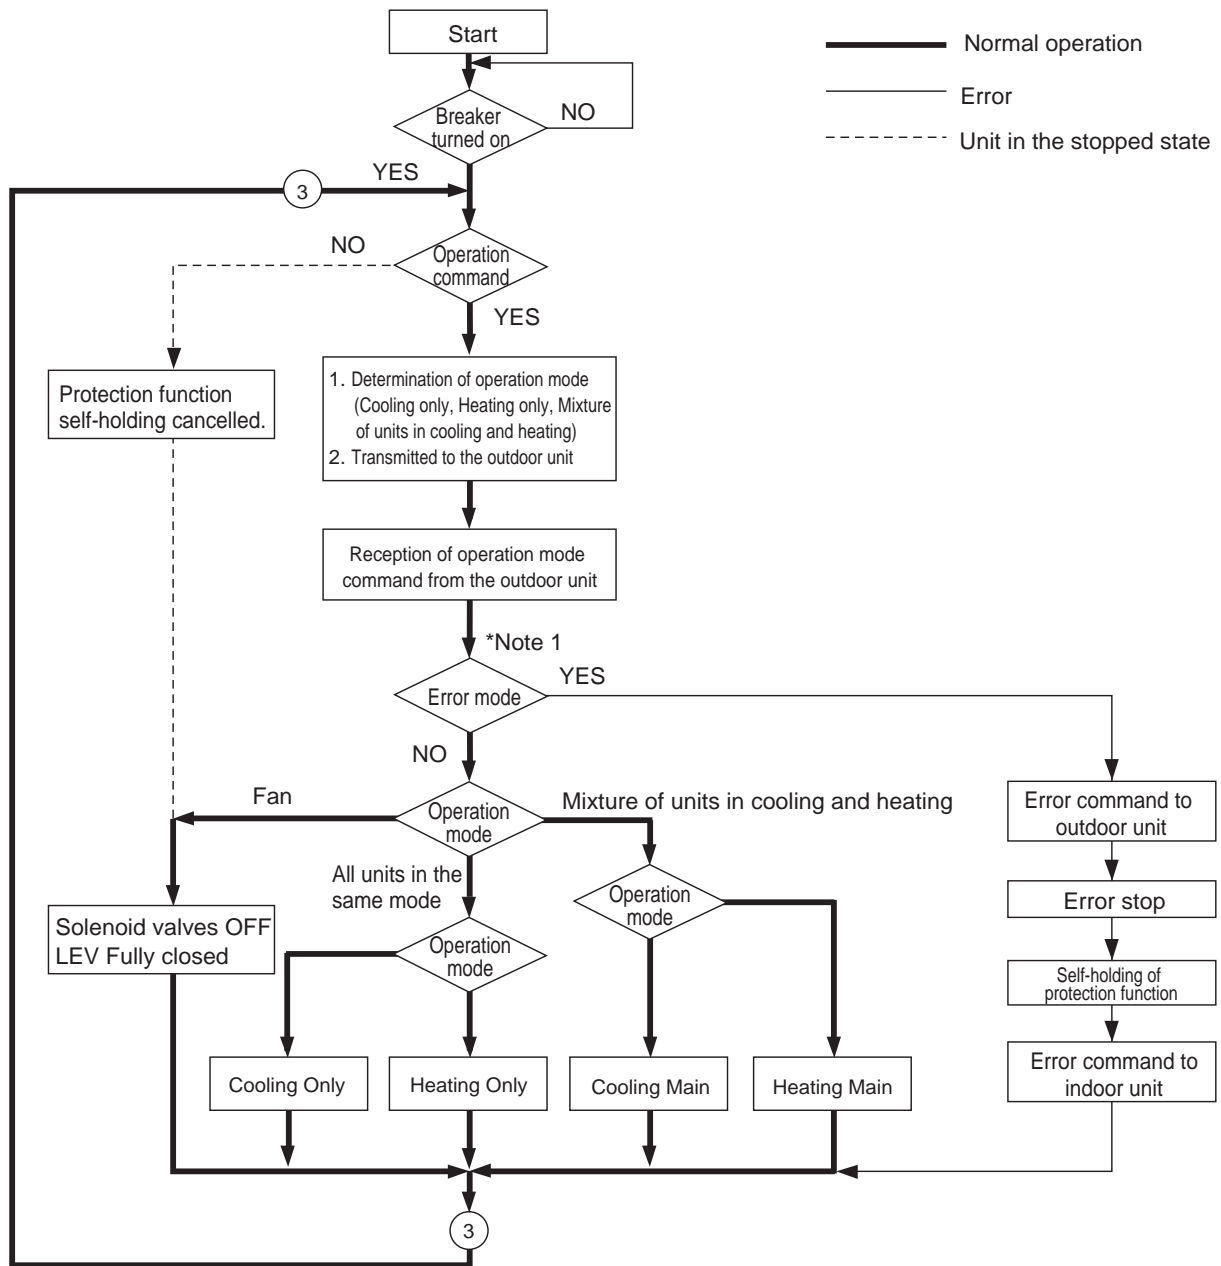 Start
Normal operation
Error
Unit in the stopped state
Breaker
turned on
NO
YES
3
Operation
command
NO
YES
Protection function
self-holding cancelled.
1. Determination of operation mode
(Cooling only, Heating only, Mixture
of units in cooling and heating)
2. Transmitted to the outdoor unit
Reception of operation mode
command from the outdoor unit
*Note 1
Error mode
YES
NO
Fan
Operation
mode
Mixture of units in cooling and heating
Error command to
outdoor unit
All units in the
same mode
Operation
mode
Error stop
Solenoid valves OFF
LEV Fully closed
Operation
mode
Self-holding of
protection function
Cooling Only
Heating Only
Cooling Main
Heating Main
Error command to
indoor unit
3